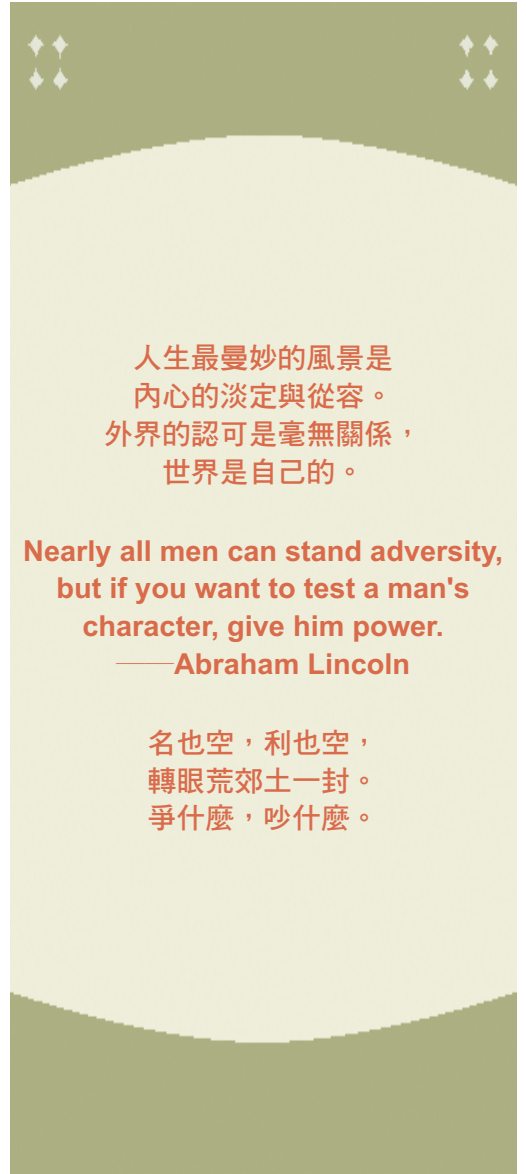 人生最曼妙的風景是
內心的淡定與從容。
外界的認可是毫無關係，
世界是自己的。
Nearly all men can stand adversity,
but if you want to test a man's
character, give him power.
──Abraham Lincoln
名也空，利也空，
轉眼荒郊土一封。
爭什麼，吵什麼。